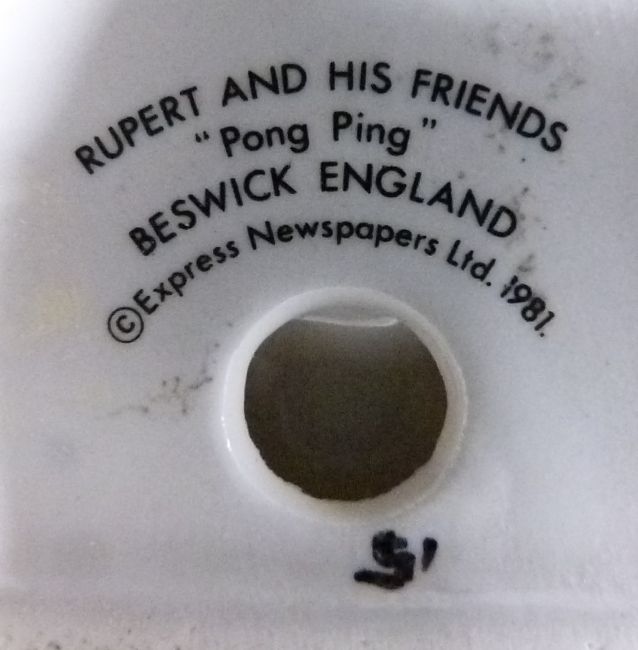 RUPERT AND HIS FRIENDS
“Pong Ping”
BESWICK ENGLAND
©Express Newspapers Ltd. 1981.